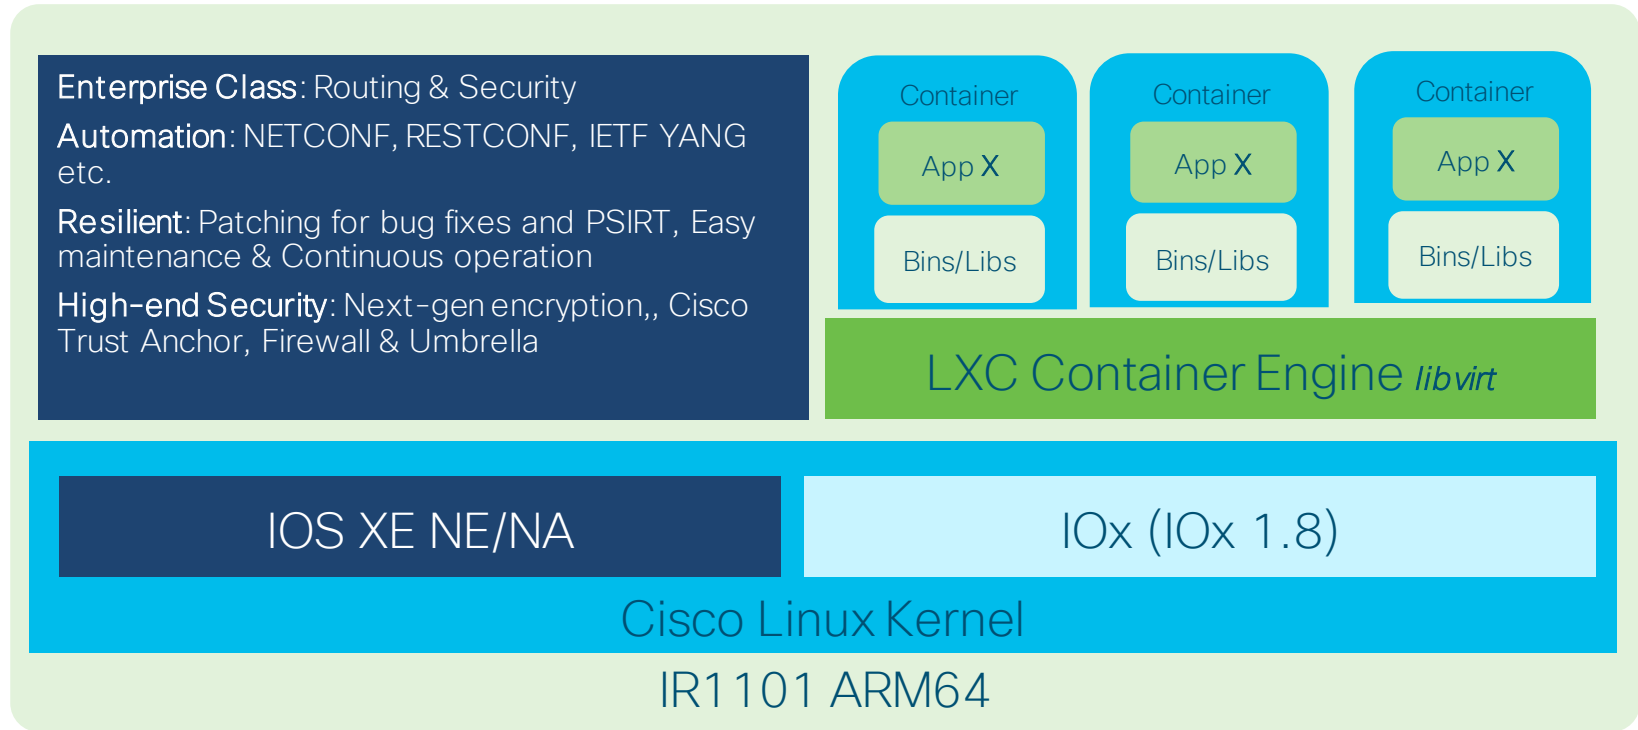 Enterprise Class: Routing & Security
Automation: NETCONF, RESTCONF, IETF YANG
etc.
Resilient: Patching for bug fixes and PSIRT, Easy
maintenance & Continuous operation
High-end Security: Next-gen encryption,, Cisco
Trust Anchor, Firewall & Umbrella
Container
App X
Bins/Libs
Container
App X
Bins/Libs
Container
App X
Bins/Libs
LXC Container Engine libvirt
IOS XE NE/NA
IOx (IOx 1.8)
Cisco Linux Kernel
IR1101 ARM64